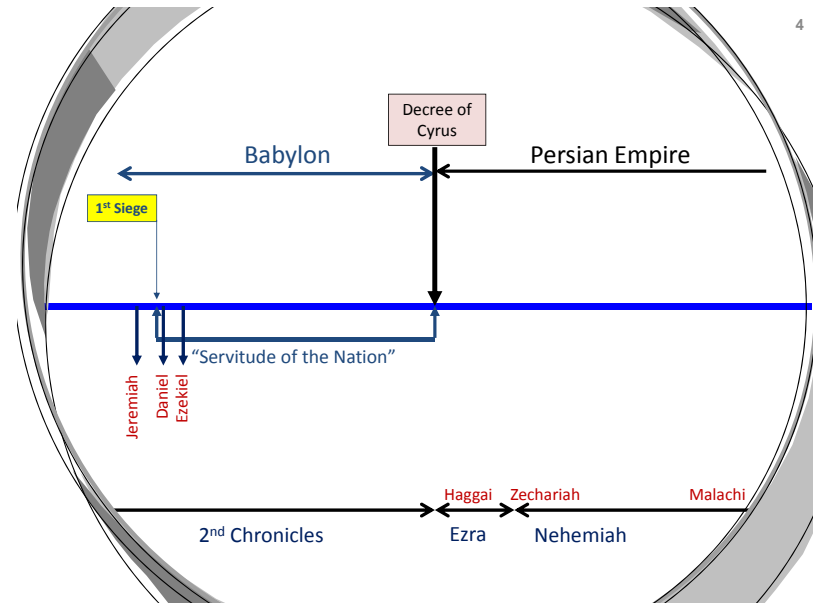 4
Decree of
Cyrus
Babylon
Persian Empire
1st Siege
“Servitude of the Nation”
Jeremiah
Daniel
Ezekiel
Haggai
Zechariah
Malachi
2nd Chronicles
Ezra
Nehemiah